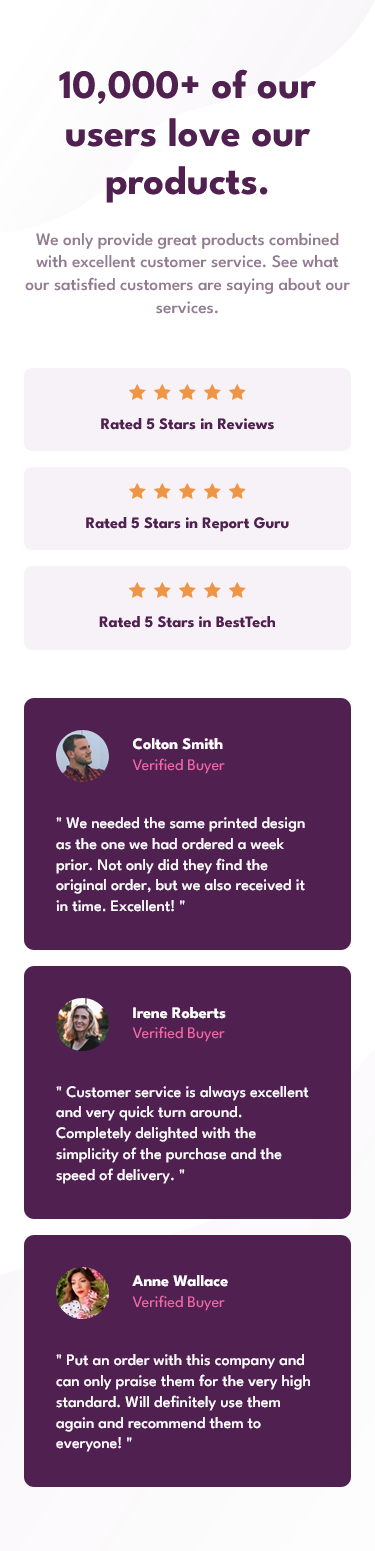 10,000+ of our
users love our
products.
We only provide great products combined
with excellent customer service. See what
our satisfied customers are saying about our
services.
Rated 5 Stars in Reviews
Rated 5 Stars in Report Guru
Rated 5 Stars in BestTech
Colton Smith
Verified Buyer
" We needed the same printed design
as the one we had ordered a week
prior. Not only did they find the
original order, but we also received it
in time. Excellent! "
Irene Roberts
Verified Buyer
" Customer service is always excellent
and very quick turn around.
Completely delighted with the
simplicity of the purchase and the
speed of delivery. "
Anne Wallace
Verified Buyer
" Put an order with this company and
can only praise them for the very high
standard. Will definitely use them
again and recommend them to
everyone! "